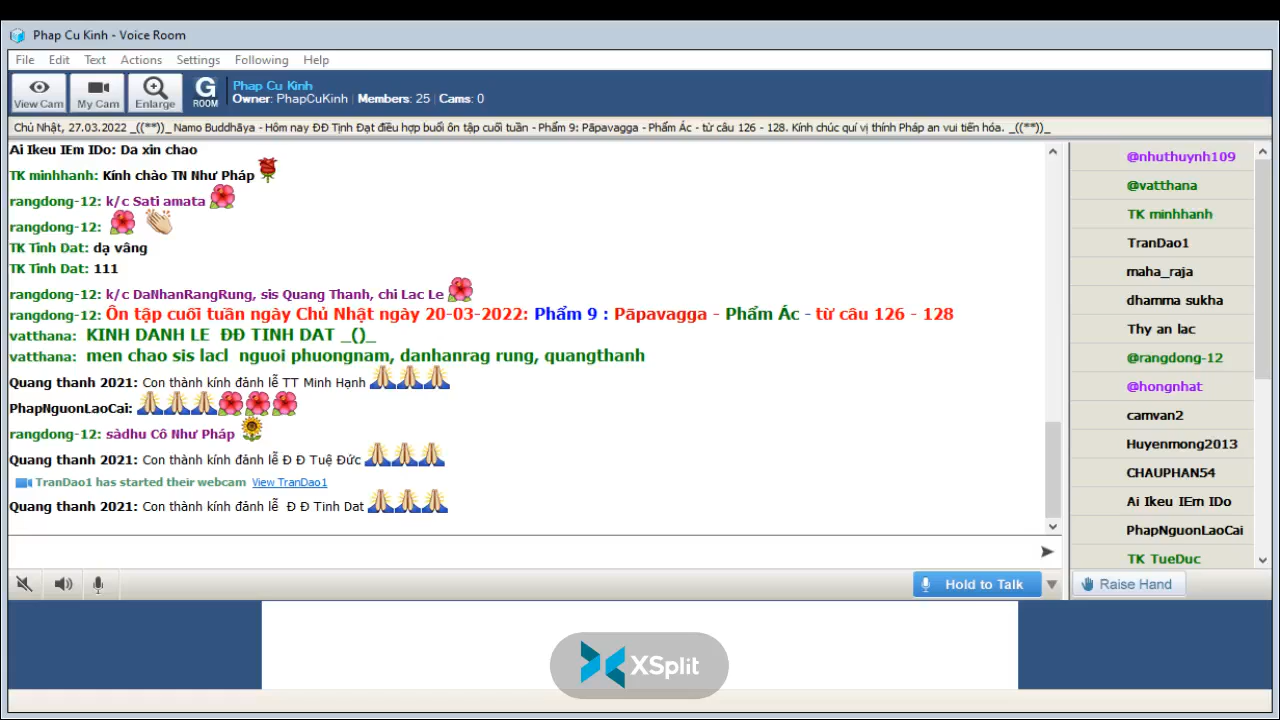 Phap Cu Kinh - Voice Room
File Edit Text Actions Settings Following Help
View Cam
My Cam
Enlarge
G
ROOM
Phap Cu Kinh
Owner: PhapCuKinh | Members: 25 | Cams: 0
Chủ Nhật, 27.03.2022 _((**))_ Namo Buddhāya - Hôm nay ĐĐ Tịnh Đạt điều hợp buổi ôn tập cuối tuần - Phẩm 9: Pāpavagga - Phẩm Ác - từ câu 126 - 128. Kính chúc quí vị thính Pháp an vui tiến hóa. _((**))_
Ai Ikeu IEm IDo: Da xin chao
TK minhhanh: Kính chào TN Như Pháp
rangdong-12: k/c Sati amata
rangdong-12:
TK Tinh Dat: dạ vâng
TK Tinh Dat: 111
rangdong-12: k/c DaNhanRangRung, sis Quang Thanh, chi Lac Le
rangdong-12: Ôn tập cuối tuần ngày Chủ Nhật ngày 20-03-2022: Phẩm 9 : Pāpavagga - Phẩm Ác - từ câu 126 - 128
vatthana: KINH DANH LE ĐĐ TINH DAT _()_
vatthana: men chao sis lacl nguoi phuongnam, danhanrag rung, quangthanh
Quang thanh 2021: Con thành kính đảnh lễ TT Minh Hạnh
PhapNguonLaoCai:
rangdong-12: sàdhu Cô Như Pháp
Quang thanh 2021: Con thành kính đảnh lễ Đ Đ Tuệ Đức
TranDao1 has started their webcam View TranDao1
Quang thanh 2021: Con thành kính đảnh lễ Đ Đ Tinh Dat
@nhuthuynh109
@vatthana
TK minhhanh
TranDao1
maha_raja
dhamma sukha
Thy an lac
@rangdong-12
@hongnhat
camvan2
Huyenmong2013
CHAUPHAN54
Ai Ikeu IEm IDo
PhapNguonLaoCai
TK TueDuc
Hold to Talk
Raise Hand
XSplit